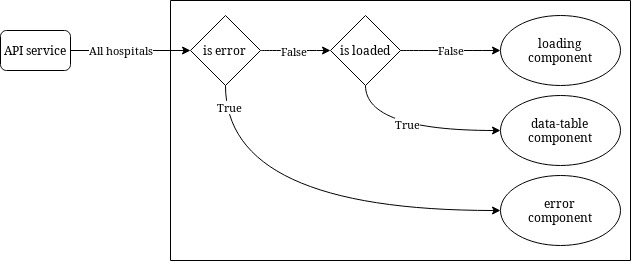 API service
All hospitals
is error
False
is loaded
False
loading
component
True
True
data-table
component
error
component